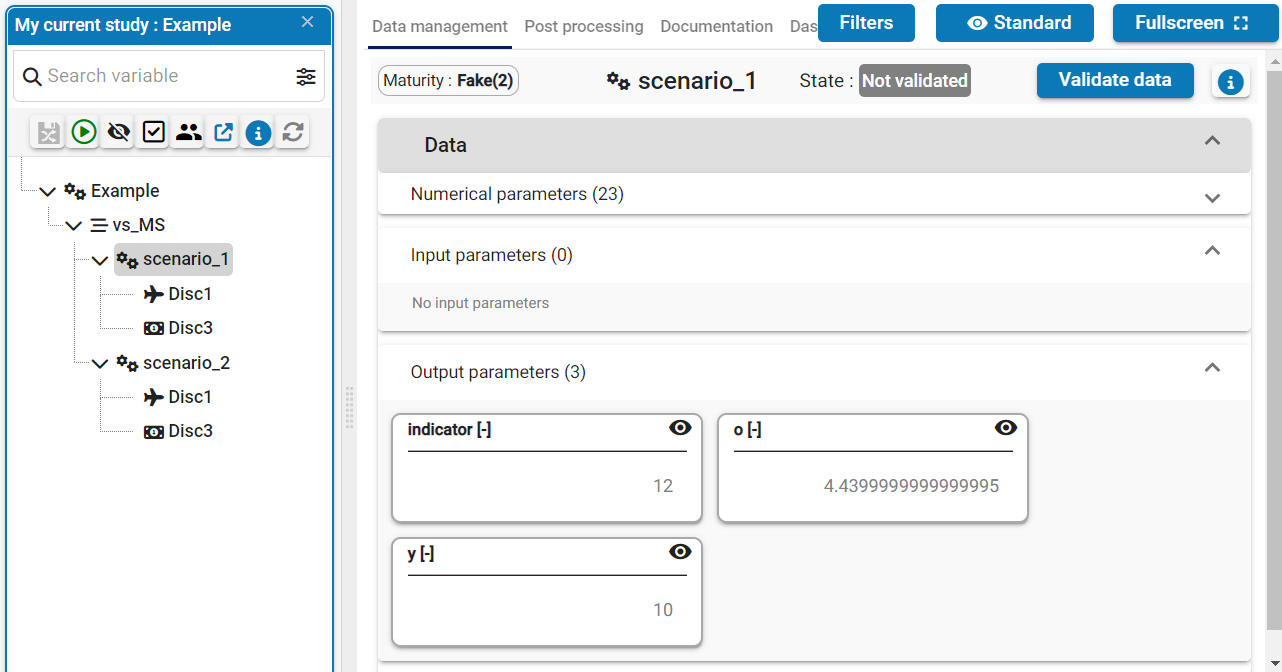 My current study : Example
Search variable
Example
vs_MS
scenario_1
Disc1
Disc3
scenario_2
Disc1
Disc3
Data management Post processing Documentation Das
Filters
Standard
Fullscreen
Maturity : Fake(2)
scenario_1
State : Not validated
Validate data
Data
Numerical parameters (23)
Input parameters (0)
No input parameters
Output parameters (3)
indicator [-]
12
o [-]
4.4399999999999995
y [-]
10